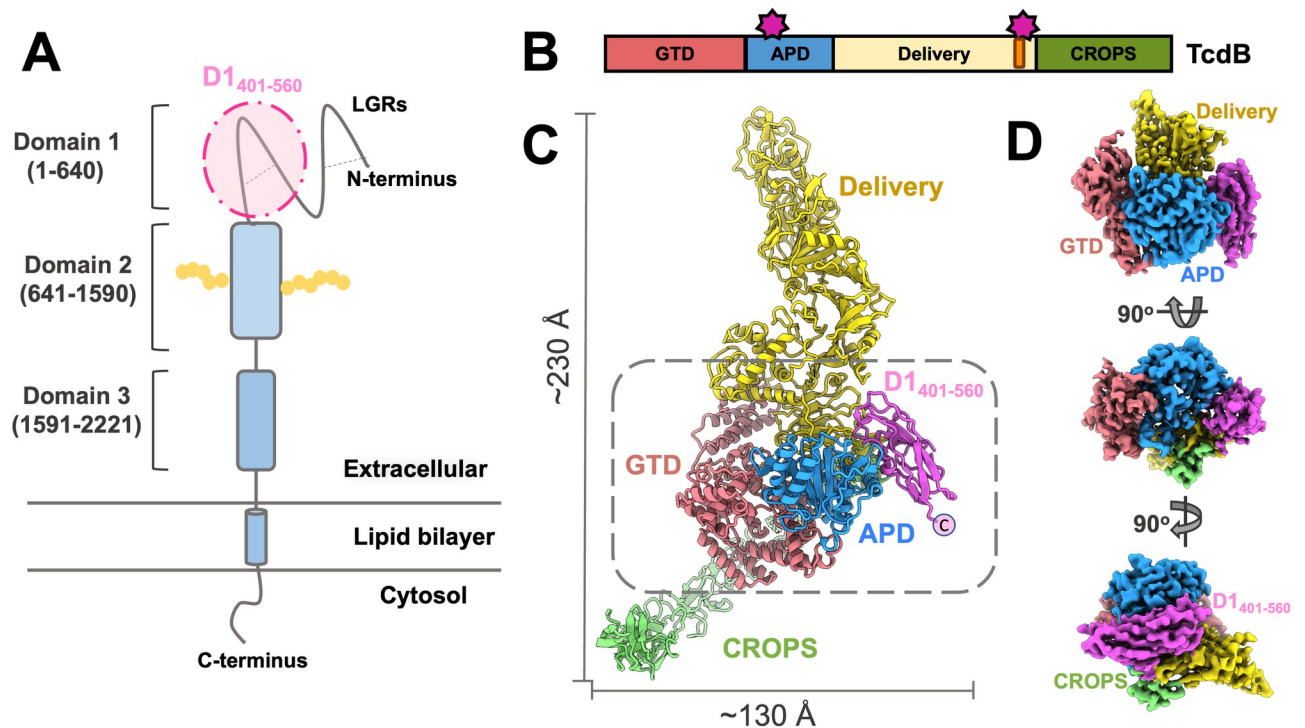 A
D1401-560
LGRs
Domain 1
(1-640)
N-terminus
Domain 2
(641-1590)
Domain 3
(1591-2221)
Extracellular
Lipid bilayer
Cytosol
C-terminus
B
GTD
APD
Delivery
CROPS
TcdB
C
~230 Å
Delivery
D1401-560
GTD
APD
C
CROPS
~130 Å
D
Delivery
GTD
APD
90o
90o
D1401-560
CROPS